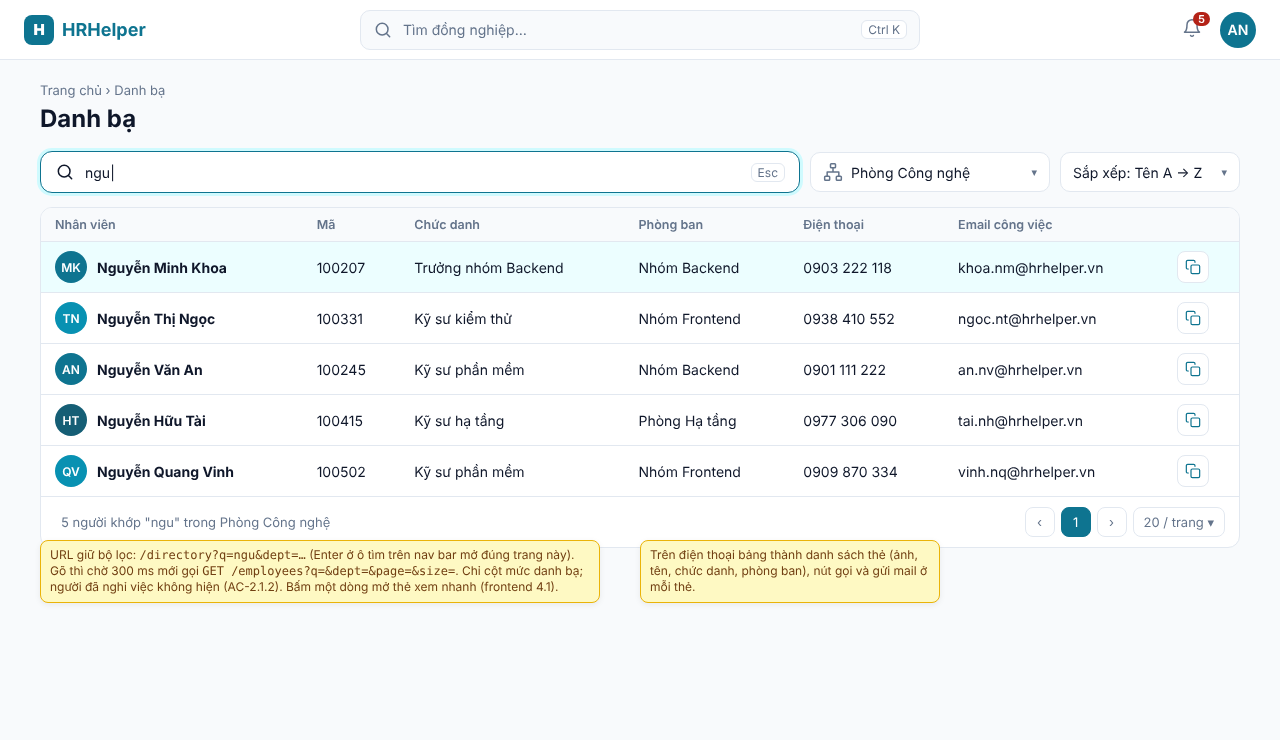 H HRHelper
Tìm đồng nghiệp... Ctrl K
5
AN
Trang chủ › Danh bạ
Danh bạ
ngu Esc
Phòng Công nghệ ▾
Sắp xếp: Tên A → Z ▾
Nhân viên Mã Chức danh Phòng ban Điện thoại Email công việc
MK Nguyễn Minh Khoa 100207 Trưởng nhóm Backend Nhóm Backend 0903 222 118 khoa.nm@hrhelper.vn
TN Nguyễn Thị Ngọc 100331 Kỹ sư kiểm thử Nhóm Frontend 0938 410 552 ngoc.nt@hrhelper.vn
AN Nguyễn Văn An 100245 Kỹ sư phần mềm Nhóm Backend 0901 111 222 an.nv@hrhelper.vn
HT Nguyễn Hữu Tài 100415 Kỹ sư hạ tầng Phòng Hạ tầng 0977 306 090 tai.nh@hrhelper.vn
QV Nguyễn Quang Vinh 100502 Kỹ sư phần mềm Nhóm Frontend 0909 870 334 vinh.nq@hrhelper.vn
5 người khớp "ngu" trong Phòng Công nghệ ‹ 1 › 20 / trang ▾
URL giữ bộ lọc: /directory?q=ngu&dept=… (Enter ở ô tìm trên nav bar mở đúng trang này).
Gõ thì chờ 300 ms mới gọi GET /employees?q=&dept=&page=&size=. Chỉ cột mức danh bạ;
người đã nghỉ việc không hiện (AC-2.1.2). Bấm một dòng mở thẻ xem nhanh (frontend 4.1).
Trên điện thoại bảng thành danh sách thẻ (ảnh,
tên, chức danh, phòng ban), nút gọi và gửi mail ở
mỗi thẻ.